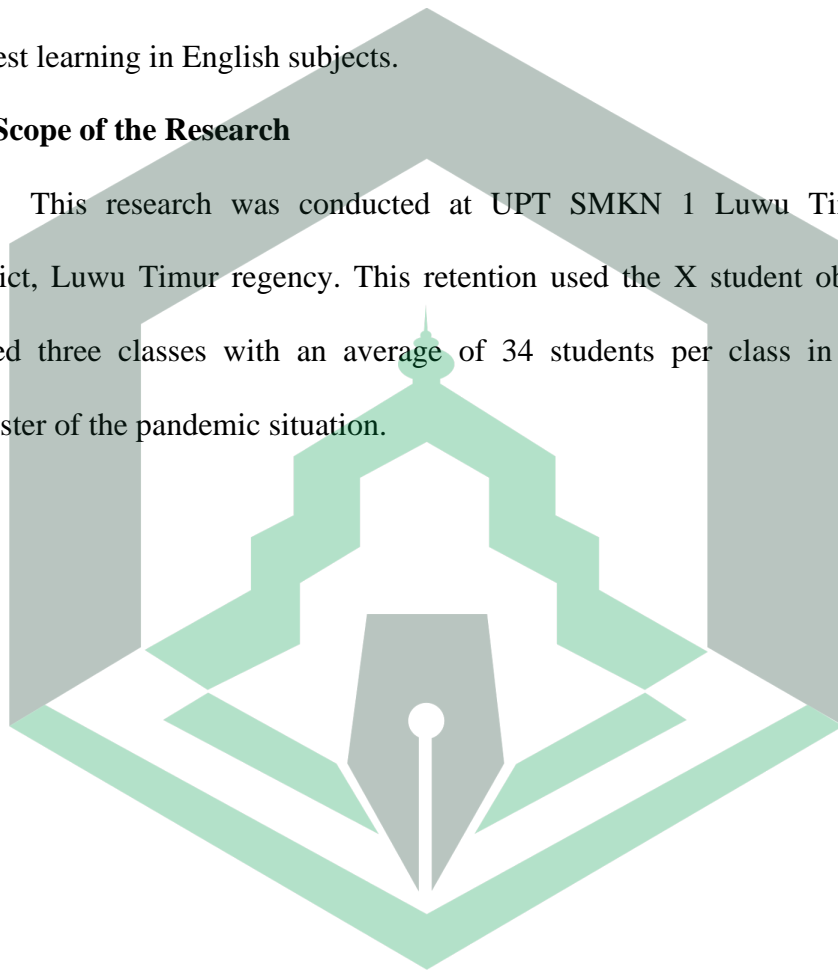 est learning in English subjects.
Scope of the Research
This research was conducted at UPT SMKN 1 Luwu Ti
ict, Luwu Timur regency. This retention used the X student ob
ed three classes with an average of 34 students per class in
ster of the pandemic situation.